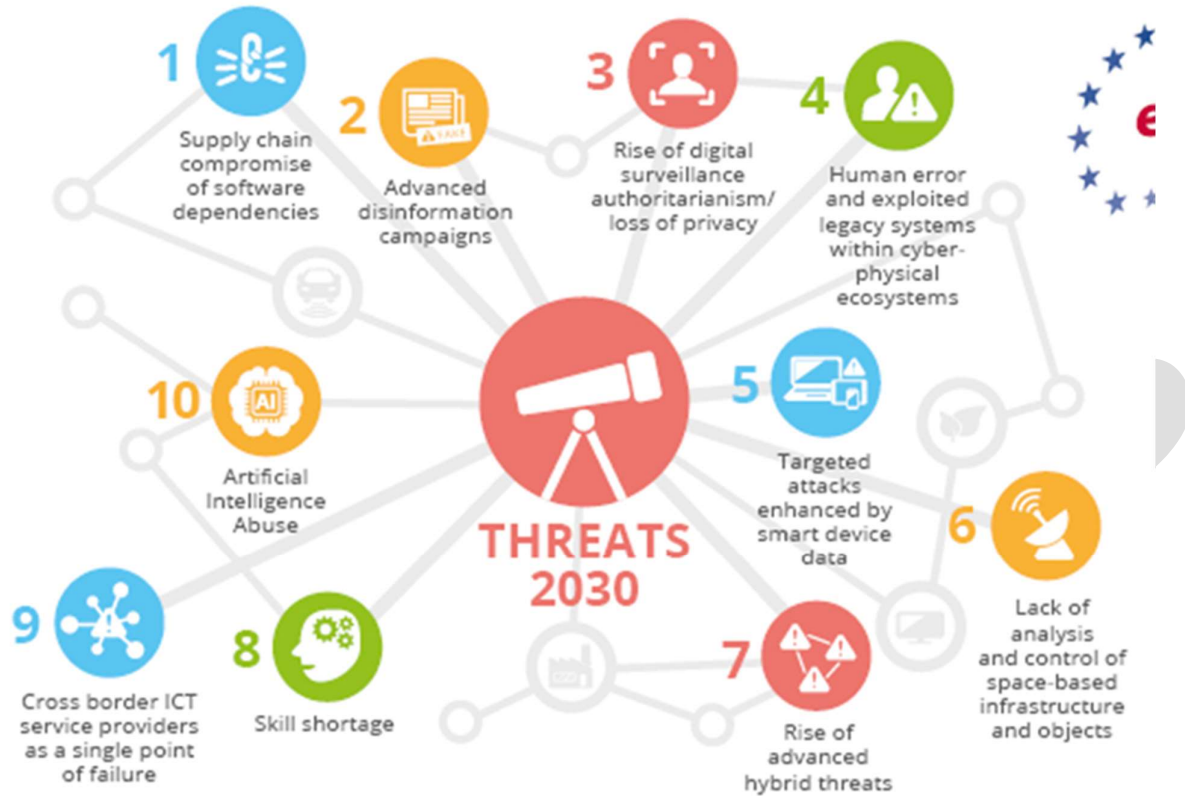 1
Supply chain
compromise
of software
dependencies
2
FAKE
Advanced
disinformation
campaigns
3
Rise of digital
surveillance
authoritarianism/
loss of privacy
4
Human error
and exploited
legacy systems
within cyber-
physical
ecosystems
e
10
AI
Artificial
Intelligence
Abuse
THREATS
2030
5
Targeted
attacks
enhanced by
smart device
data
6
Lack of
analysis
and control of
space-based
infrastructure
and objects
9
Cross border ICT
service providers
as a single point
of failure
8
Skill shortage
7
Rise of
advanced
hybrid threats